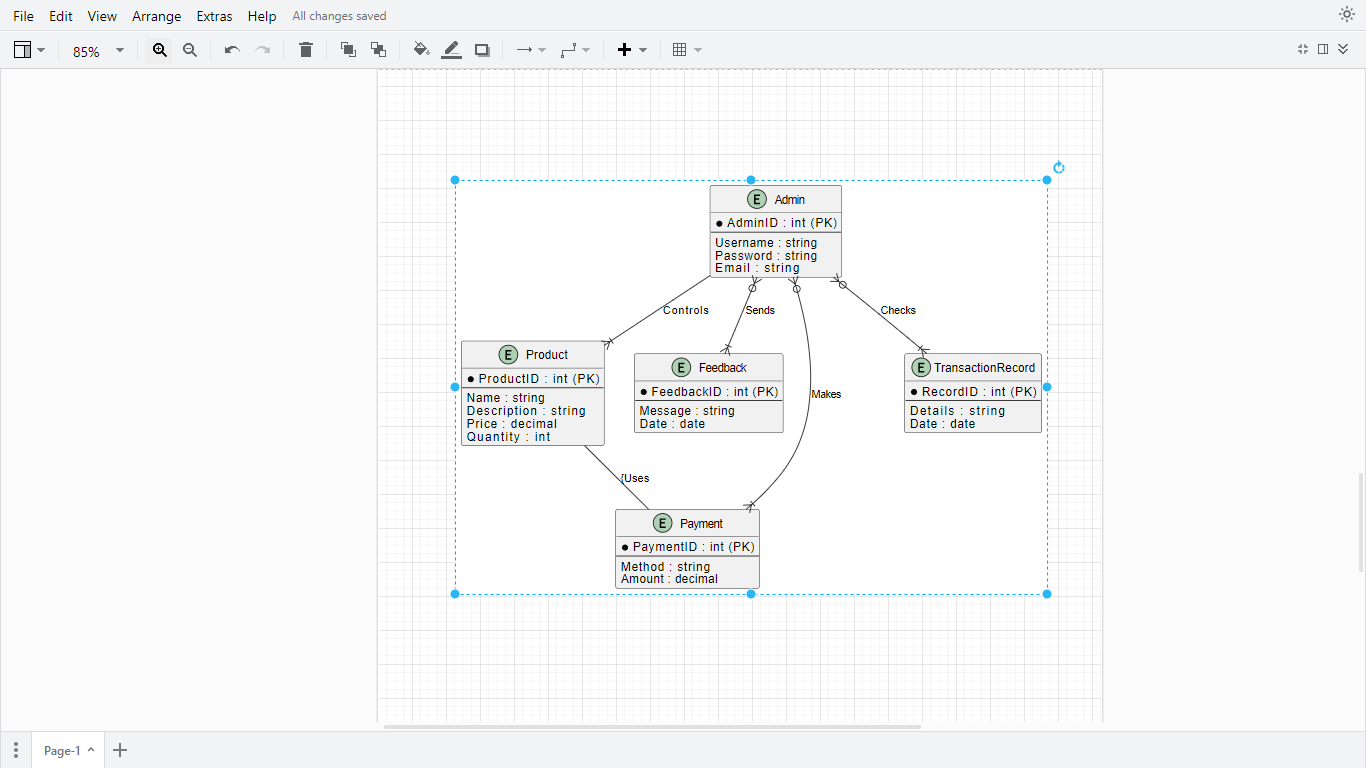 File Edit View Arrange Extras Help All changes saved
85%
E Admin
AdminID : int (PK)
Username : string
Password : string
Email : string
Controls
Sends
Checks
E Product
ProductID : int (PK)
Name : string
Description : string
Price : decimal
Quantity : int
E Feedback
FeedbackID : int (PK)
Message : string
Date : date
E TransactionRecord
RecordID : int (PK)
Details : string
Date : date
Makes
{Uses
E Payment
PaymentID : int (PK)
Method : string
Amount : decimal
Page-1